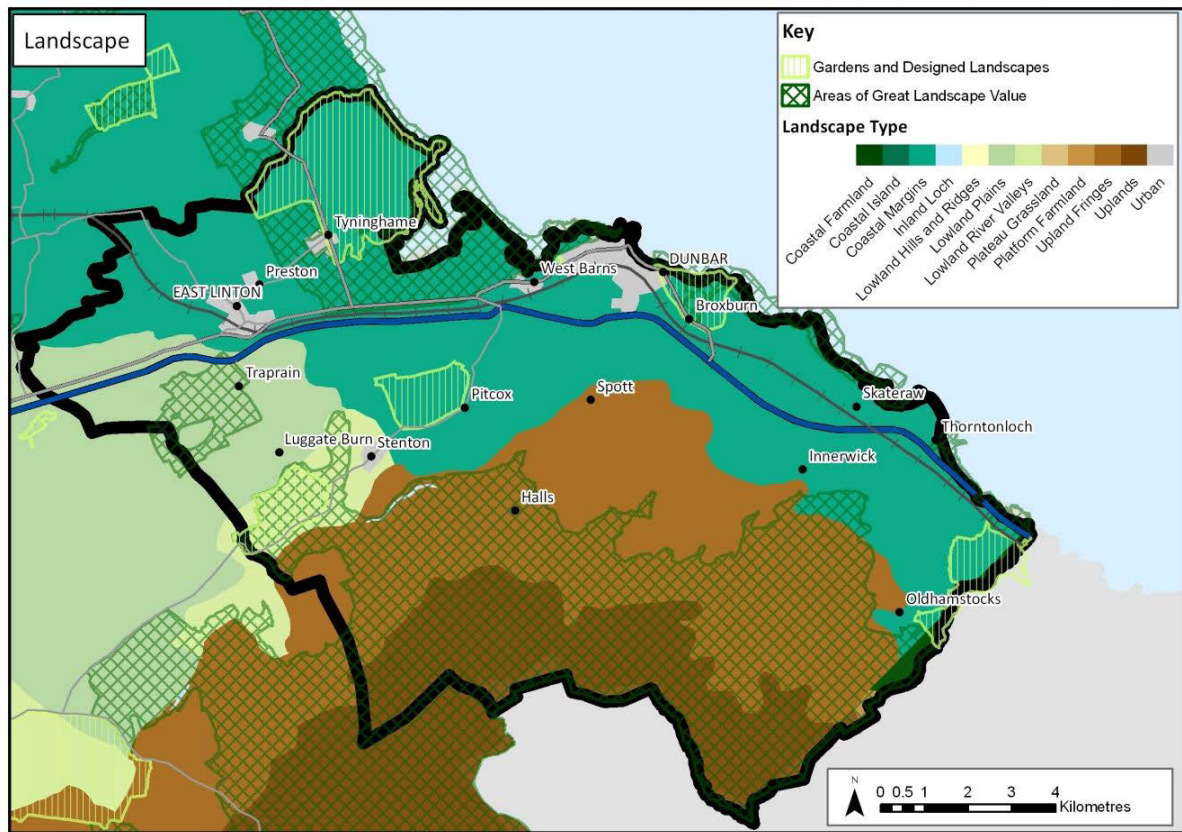 Landscape
Key
Gardens and Designed Landscapes
Areas of Great Landscape Value
Landscape Type
Coastal Farmland
Coastal Island
Coastal Margins
Inland Loch
Lowland Hills and Ridges
Lowland Plains
Lowland River Valleys
Plateau Grassland
Platform Farmland
Upland Fringes
Uplands
Urban
Tyninghame
Preston
EAST LINTON
West Barns
DUNBAR
Broxburn
Traprain
Pitcox
Spott
Skateraw
Thorntonloch
Luggate Burn
Stenton
Innerwick
Halls
Oldhamstocks
N
0 0.5 1 2 3 4
Kilometres